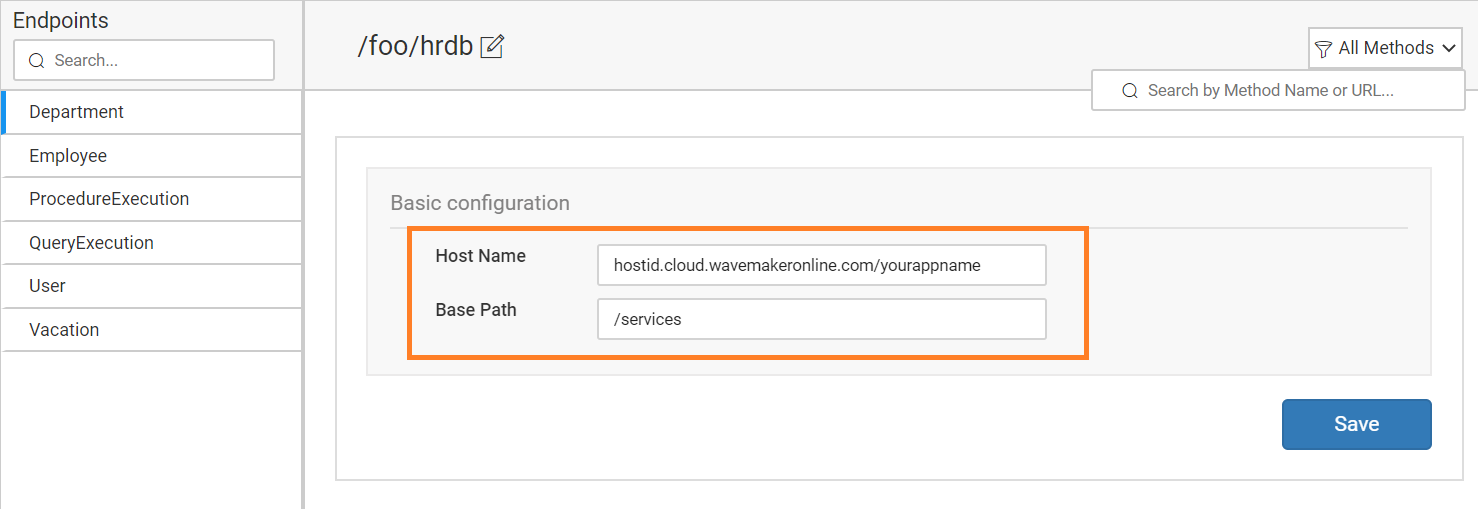 Endpoints
Search...
Department
Employee
ProcedureExecution
QueryExecution
User
Vacation
/foo/hrdb
All Methods
Search by Method Name or URL...
Basic configuration
Host Name
hostid.cloud.wavemakeronline.com/yourappname
Base Path
/services
Save